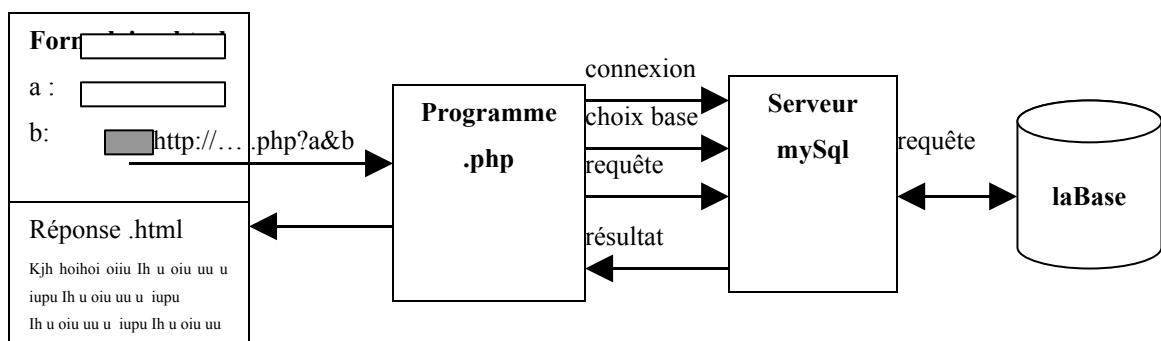 a :
b:
http://… .php?a&b
Réponse .html
Kjh hoihoi oiiu Ih u oiu uu u
iupu Ih u oiu uu u iupu
Ih u oiu uu u iupu Ih u oiu uu
Programme
.php
connexion
choix base
requête
résultat
Serveur
mySql
requête
laBase